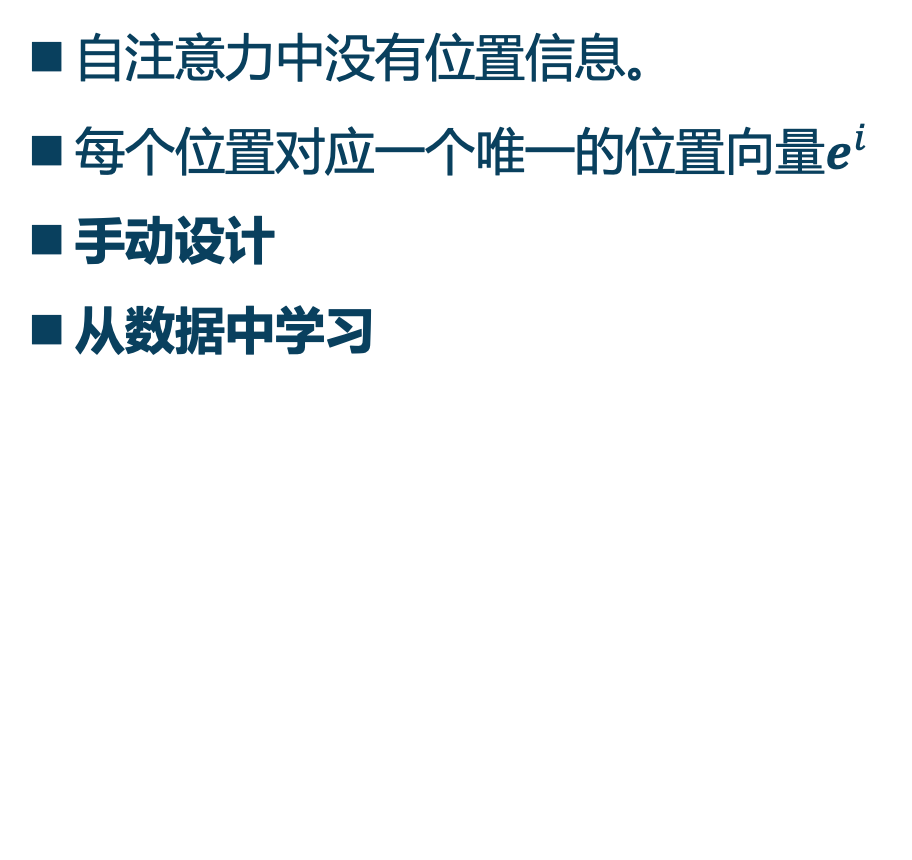 ■ 自注意力中没有位置信息。
■ 每个位置对应一个唯一的位置向量eⁱ
■ 手动设计
■ 从数据中学习